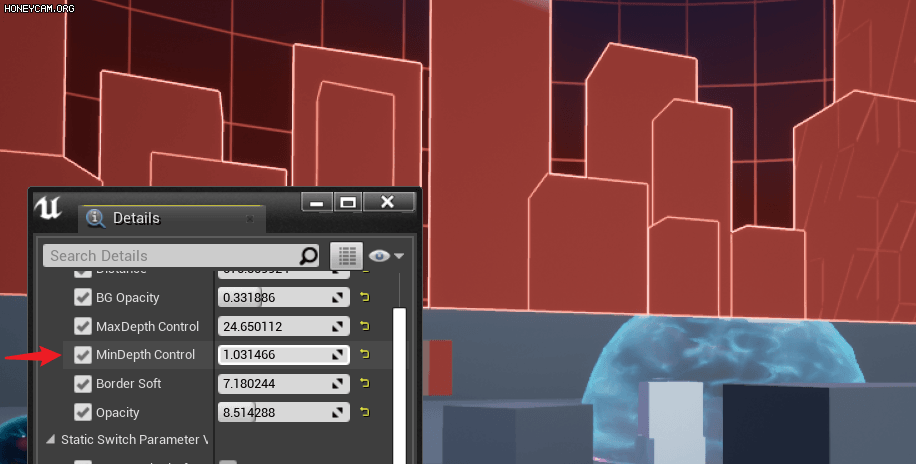 HONEYCAM.ORG
Details
Search Details
Distance
BG Opacity 0.331886
MaxDepth Control 24.650112
MinDepth Control 1.031466
Border Soft 7.180244
Opacity 8.514288
Static Switch Parameter V